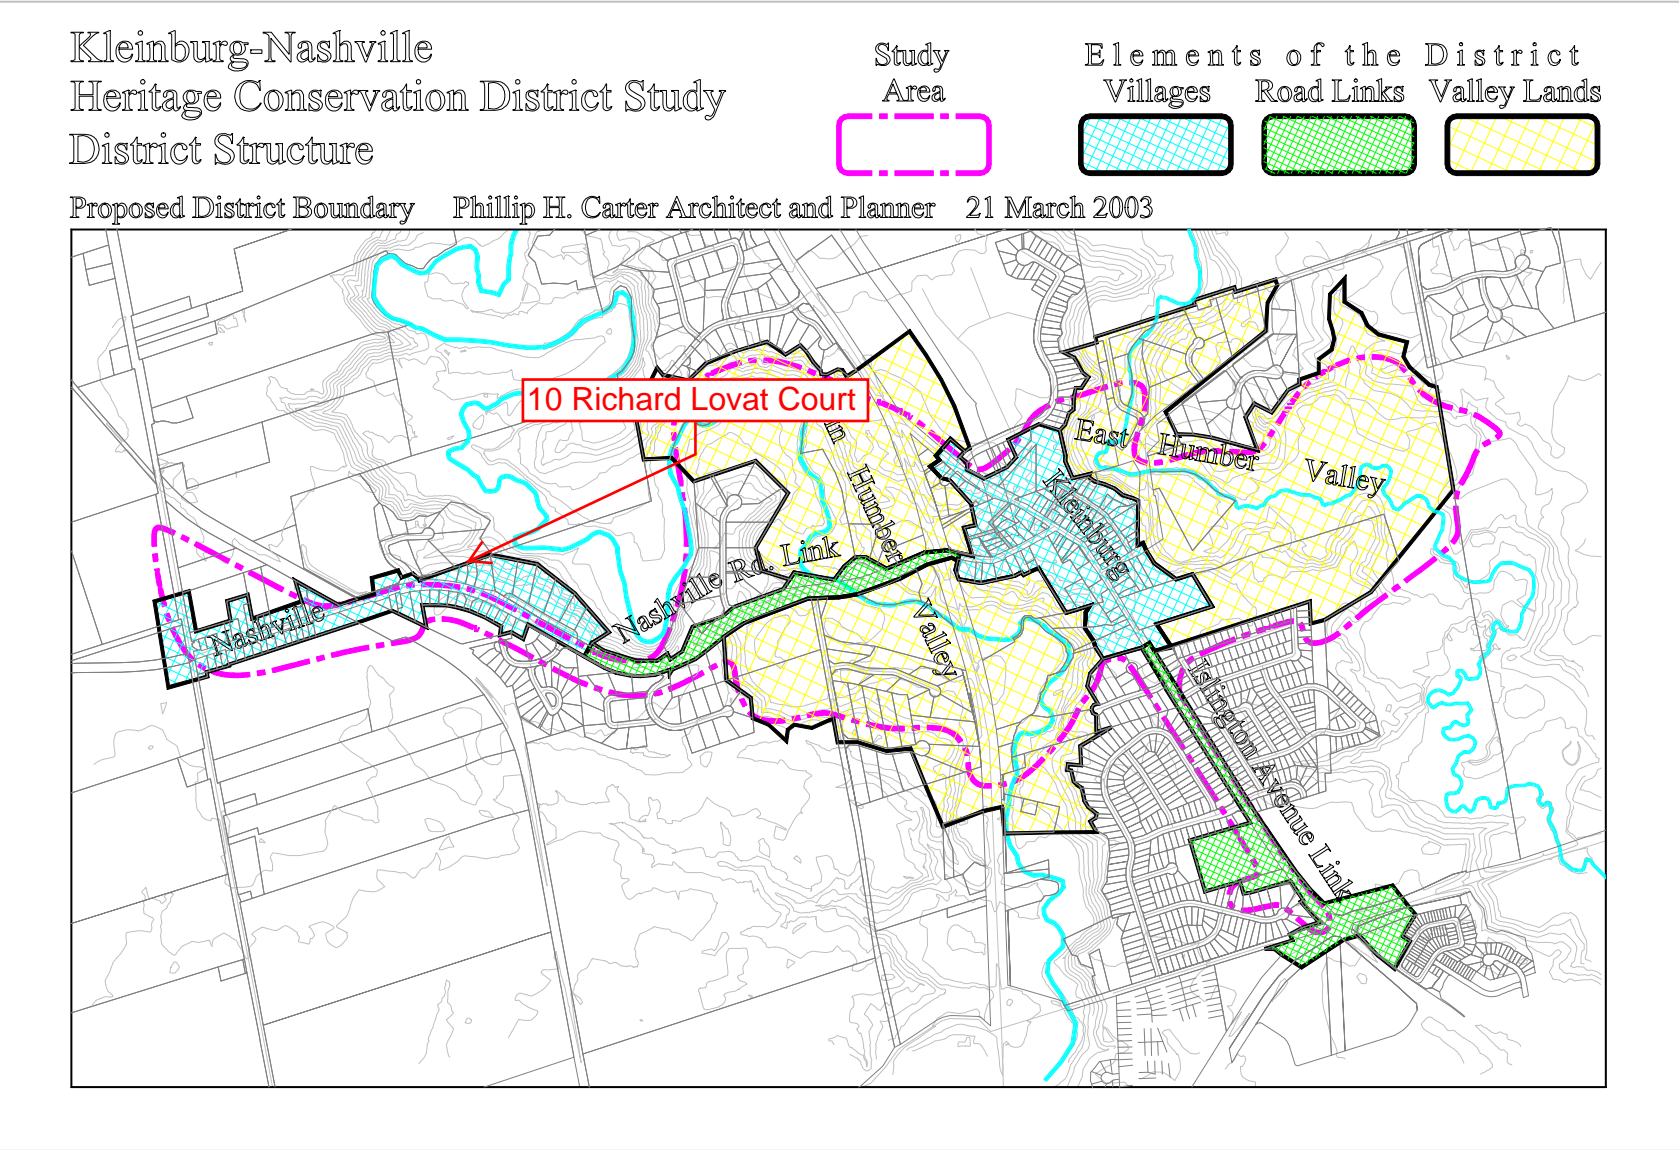 Kleinburg-Nashville
Heritage Conservation District Study
District Structure
Proposed District Boundary Phillip H. Carter Architect and Planner 21 March 2003
Study
Area
Elements of the District
Villages Road Links Valley Lands
10 Richard Lovat Court
East Humber Valley
Humber
Valley
Kleinburg
Nashville Rd. Link
Nashville
Islington Avenue Link